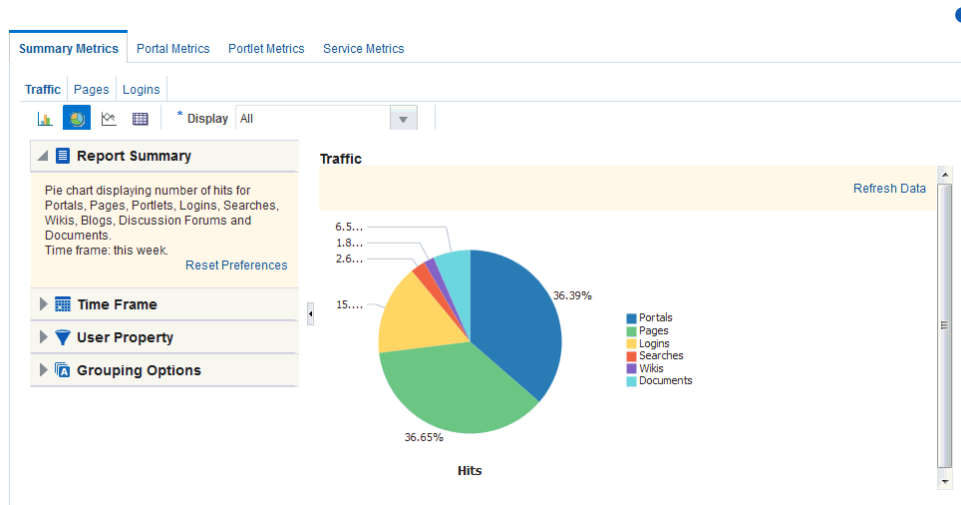 Summary Metrics Portal Metrics Portlet Metrics Service Metrics
Traffic Pages Logins
* Display All
Report Summary
Pie chart displaying number of hits for
Portals, Pages, Portlets, Logins, Searches,
Wikis, Blogs, Discussion Forums and
Documents.
Time frame: this week.
Reset Preferences
Time Frame
User Property
A Grouping Options
Traffic
Refresh Data
6.5...
1.8...
2.6...
15....
36.39%
36.65%
Portals
Pages
Logins
Searches
Wikis
Documents
Hits